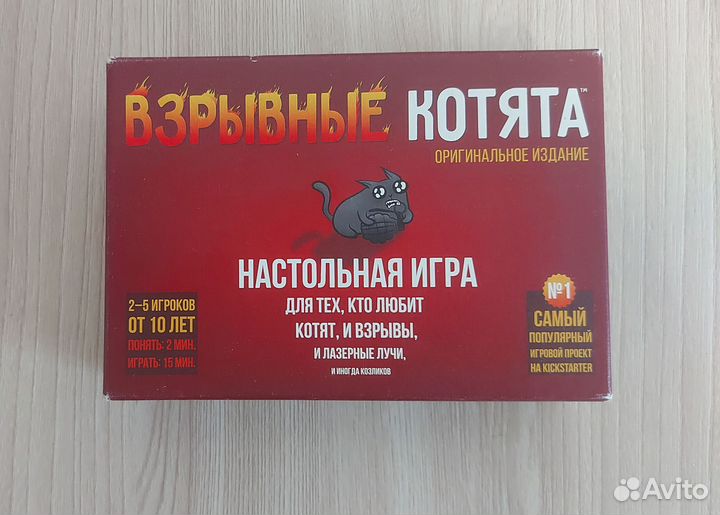 ВЗРЫВНЫЕ КОТЯТА™
ОРИГИНАЛЬНОЕ ИЗДАНИЕ
НАСТОЛЬНАЯ ИГРА
ДЛЯ ТЕХ, КТО ЛЮБИТ
КОТЯТ, И ВЗРЫВЫ,
И ЛАЗЕРНЫЕ ЛУЧИ,
И ИНОГДА КОЗЛИКОВ
2–5 ИГРОКОВ
ОТ 10 ЛЕТ
ПОНЯТЬ: 2 МИН.
ИГРАТЬ: 15 МИН.
№1
САМЫЙ
ПОПУЛЯРНЫЙ
ИГРОВОЙ ПРОЕКТ
НА KICKSTARTER
Avito